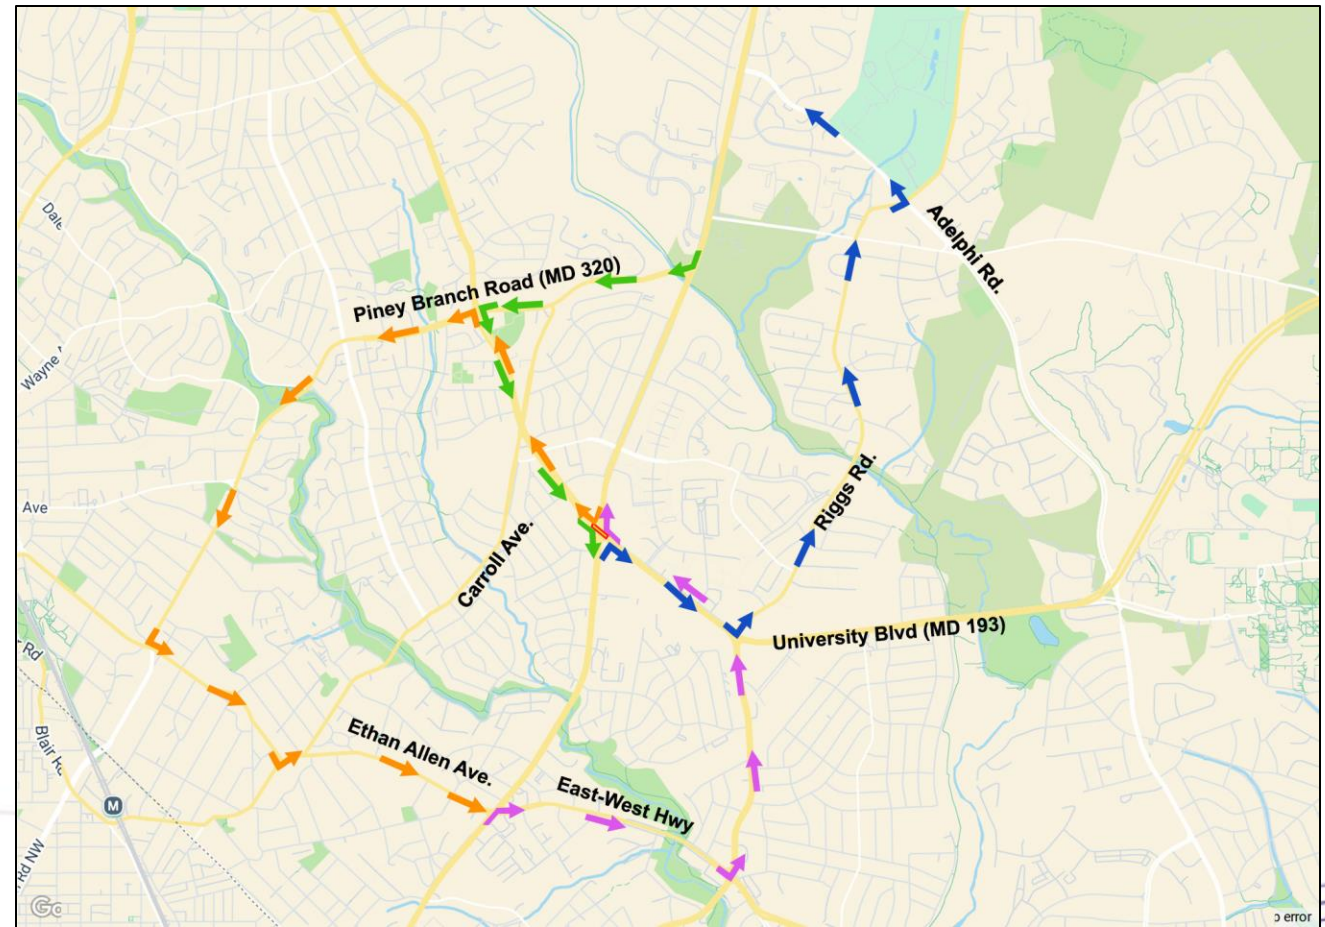 Adelphi Rd.
Dale
Piney Branch Road (MD 320)
Wayne
Riggs Rd.
Ave
Carroll Ave.
University Blvd (MD 193)
Rd
Ethan Allen Ave.
Blair
East-West Hwy
M
Rd NW
Go
error